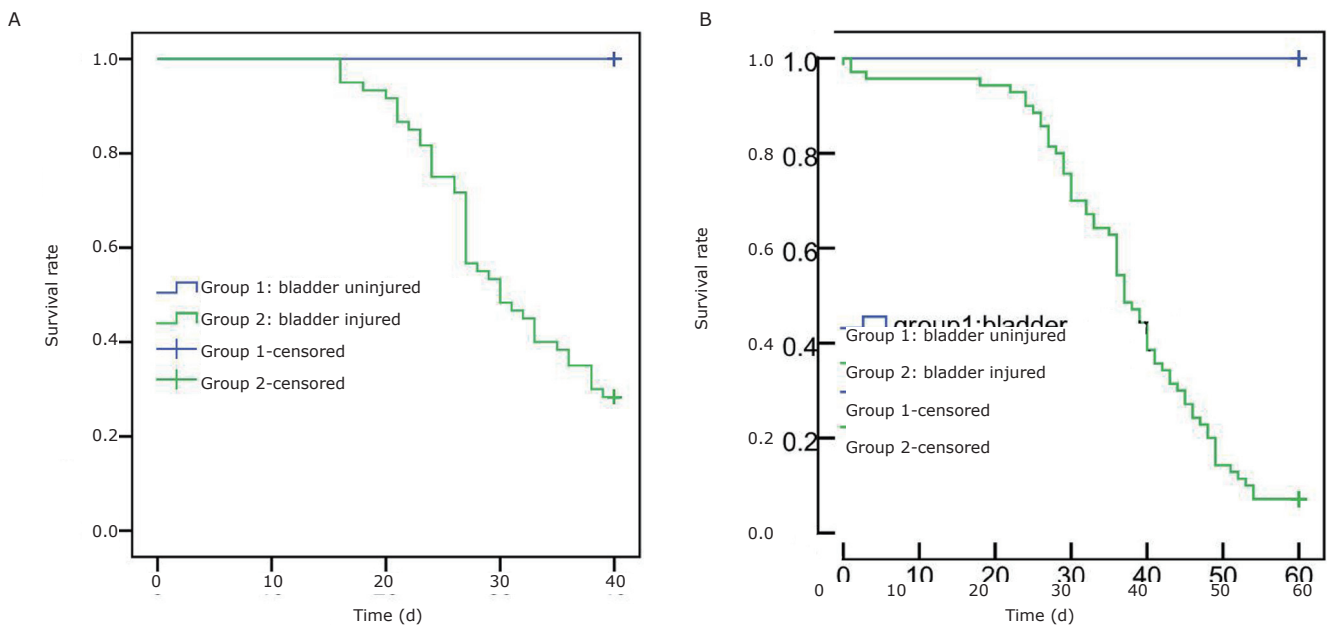 A
1.0
0.8
0.6
0.4
0.2
0.0
Survival rate
Group 1: bladder uninjured
Group 2: bladder injured
Group 1-censored
Group 2-censored
0
10
20
30
40
Time (d)
B
1.0
1.0
0.8
0.8
0.6
0.6
0.4
0.4
0.2
0.2
0.0
Survival rate
group1:bladder
Group 1: bladder uninjured
Group 2: bladder injured
Group 1-censored
Group 2-censored
0 10 20 30 40 50 60
0 10 20 30 40 50 60
Time (d)